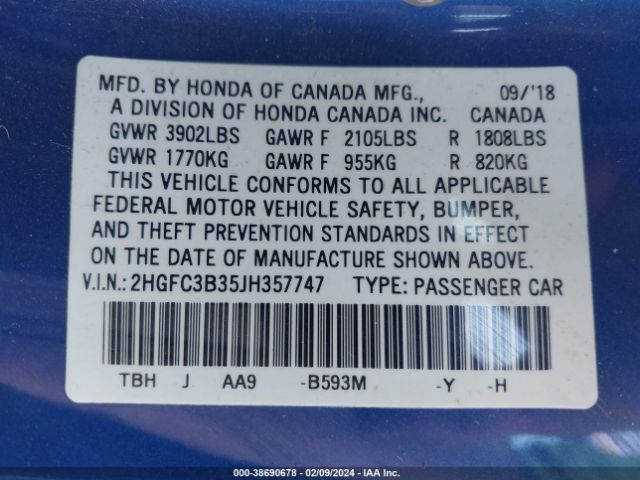 MFD. BY HONDA OF CANADA MFG., 09/'18
A DIVISION OF HONDA CANADA INC. CANADA
GVWR 3902LBS GAWR F 2105LBS R 1808LBS
GVWR 1770KG GAWR F 955KG R 820KG
THIS VEHICLE CONFORMS TO ALL APPLICABLE
FEDERAL MOTOR VEHICLE SAFETY, BUMPER,
AND THEFT PREVENTION STANDARDS IN EFFECT
ON THE DATE OF MANUFACTURE SHOWN ABOVE.
V.I.N.: 2HGFC3B35JH357747 TYPE: PASSENGER CAR
TBH J AA9 -B593M -Y -H
000-38690678 - 02/09/2024 - IAA Inc.